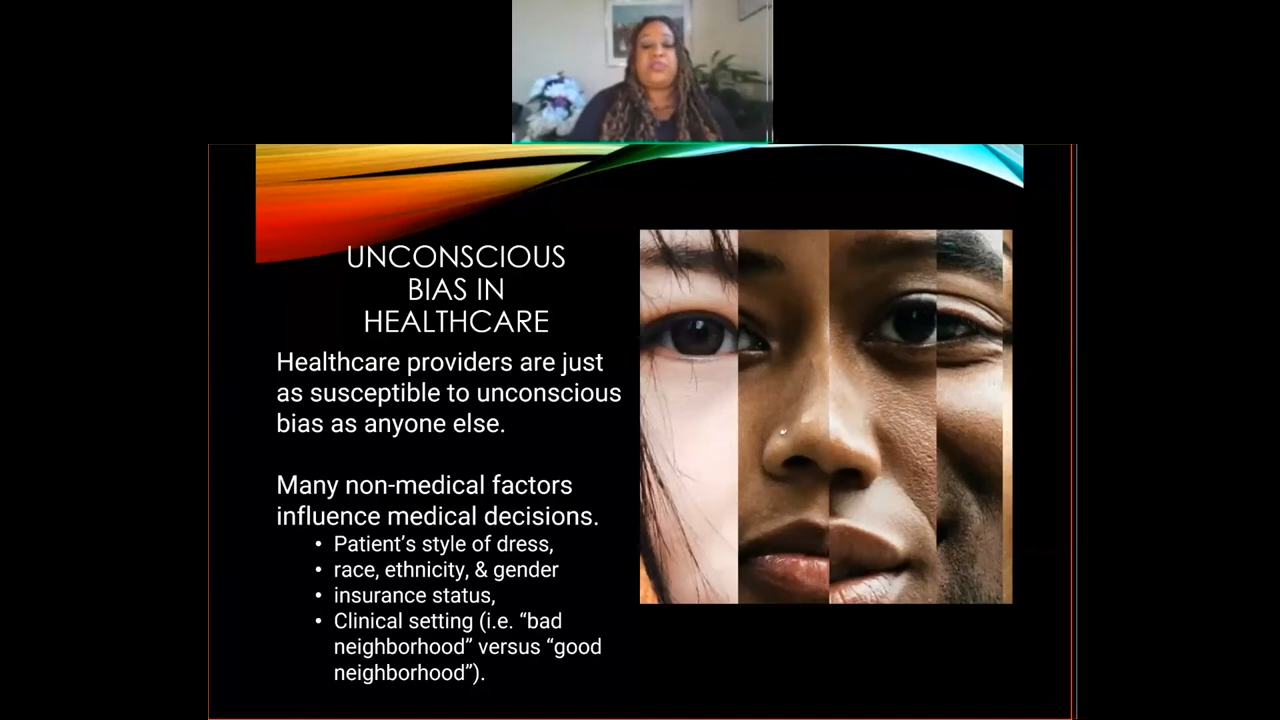 UNCONSCIOUS
BIAS IN
HEALTHCARE
Healthcare providers are just
as susceptible to unconscious
bias as anyone else.
Many non-medical factors
influence medical decisions.
• Patient’s style of dress,
• race, ethnicity, & gender
• insurance status,
• Clinical setting (i.e. “bad
neighborhood” versus “good
neighborhood”).